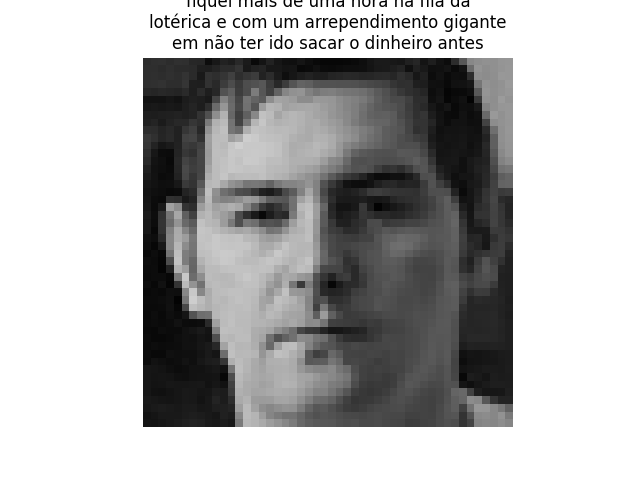 fiquei mais de uma hora na fila da
lotérica e com um arrependimento gigante
em não ter ido sacar o dinheiro antes